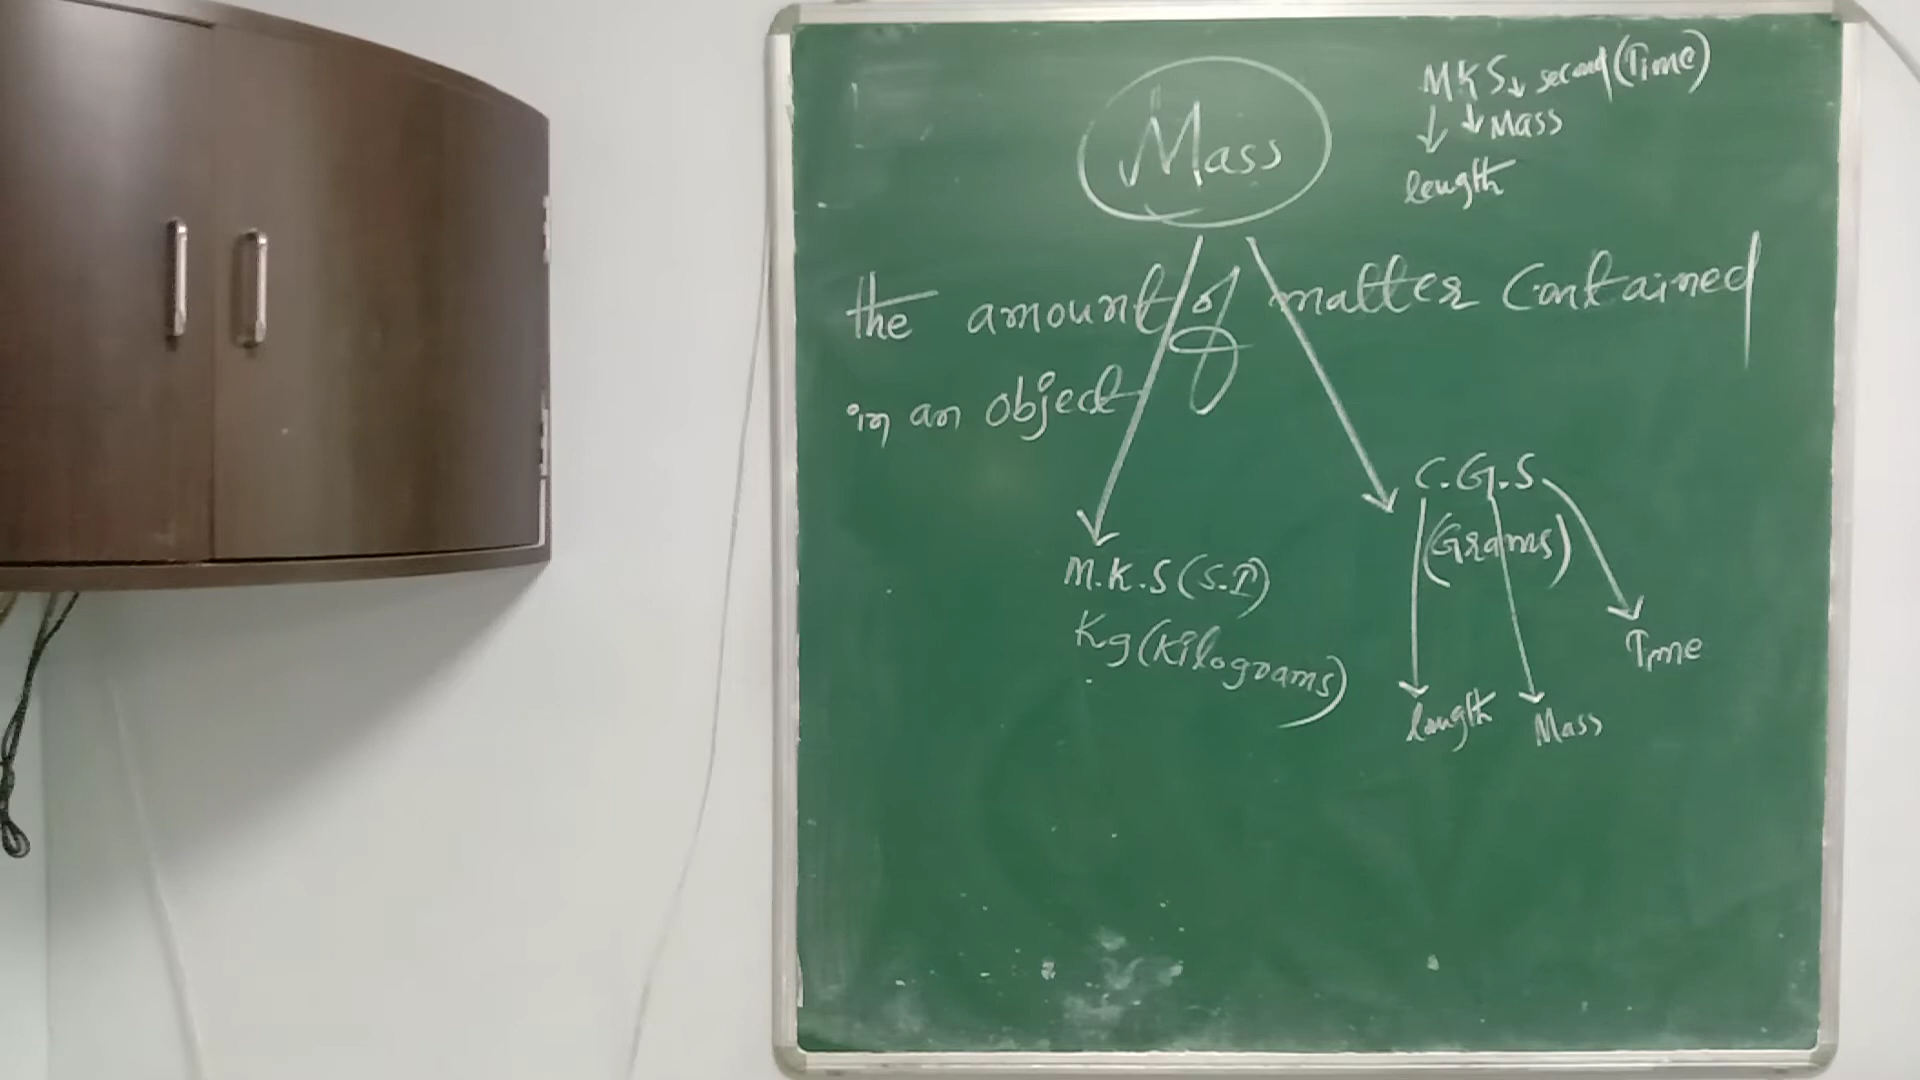 Mass
MKS second (Time)
Mass
length
the amount of matter contained
in an object
C.G.S.
(Grams)
M.K.S (S.I)
Kg (Kilograms)
Time
length
Mass